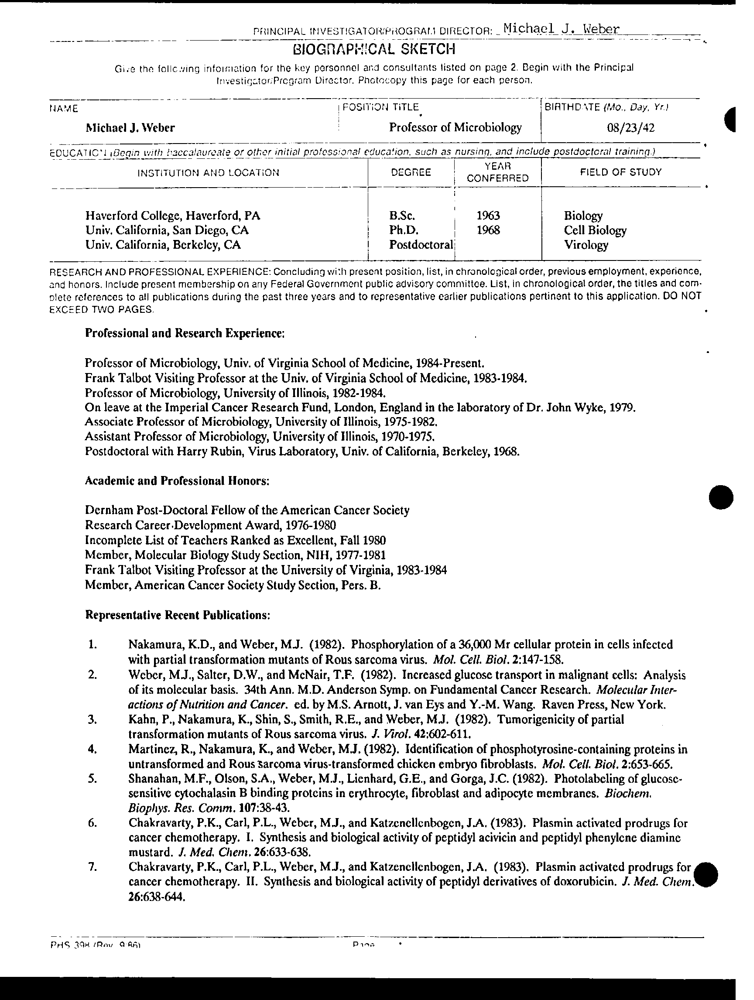 PRINCIPAL INVESTIGATOR/PROGRAM DIRECTOR: Michael J. Weber
BIOGRAPHICAL SKETCH
Give the following information for the key personnel and consultants listed on page 2. Begin with the Principal
Investigator/Program Director. Photocopy this page for each person.
NAME POSITION TITLE BIRTHDATE (Mo., Day, Yr.)
Michael J. Weber Professor of Microbiology 08/23/42
EDUCATION (Begin with baccalaureate or other initial professional education, such as nursing, and include postdoctoral training.)
INSTITUTION AND LOCATION DEGREE YEAR CONFERRED FIELD OF STUDY
Haverford College, Haverford, PA B.Sc. 1963 Biology
Univ. California, San Diego, CA Ph.D. 1968 Cell Biology
Univ. California, Berkeley, CA Postdoctoral Virology
RESEARCH AND PROFESSIONAL EXPERIENCE: Concluding with present position, list, in chronological order, previous employment, experience,
and honors. Include present membership on any Federal Government public advisory committee. List, in chronological order, the titles and com-
plete references to all publications during the past three years and to representative earlier publications pertinent to this application. DO NOT
EXCEED TWO PAGES.
Professional and Research Experience:
Professor of Microbiology, Univ. of Virginia School of Medicine, 1984-Present.
Frank Talbot Visiting Professor at the Univ. of Virginia School of Medicine, 1983-1984.
Professor of Microbiology, University of Illinois, 1982-1984.
On leave at the Imperial Cancer Research Fund, London, England in the laboratory of Dr. John Wyke, 1979.
Associate Professor of Microbiology, University of Illinois, 1975-1982.
Assistant Professor of Microbiology, University of Illinois, 1970-1975.
Postdoctoral with Harry Rubin, Virus Laboratory, Univ. of California, Berkeley, 1968.
Academic and Professional Honors:
Dernham Post-Doctoral Fellow of the American Cancer Society
Research Career Development Award, 1976-1980
Incomplete List of Teachers Ranked as Excellent, Fall 1980
Member, Molecular Biology Study Section, NIH, 1977-1981
Frank Talbot Visiting Professor at the University of Virginia, 1983-1984
Member, American Cancer Society Study Section, Pers. B.
Representative Recent Publications:
1. Nakamura, K.D., and Weber, M.J. (1982). Phosphorylation of a 36,000 Mr cellular protein in cells infected
with partial transformation mutants of Rous sarcoma virus. Mol. Cell. Biol. 2:147-158.
2. Weber, M.J., Salter, D.W., and McNair, T.F. (1982). Increased glucose transport in malignant cells: Analysis
of its molecular basis. 34th Ann. M.D. Anderson Symp. on Fundamental Cancer Research. Molecular Inter-
actions of Nutrition and Cancer. ed. by M.S. Arnott, J. van Eys and Y.-M. Wang. Raven Press, New York.
3. Kahn, P., Nakamura, K., Shin, S., Smith, R.E., and Weber, M.J. (1982). Tumorigenicity of partial
transformation mutants of Rous sarcoma virus. J. Virol. 42:602-611.
4. Martinez, R., Nakamura, K., and Weber, M.J. (1982). Identification of phosphotyrosine-containing proteins in
untransformed and Rous sarcoma virus-transformed chicken embryo fibroblasts. Mol. Cell. Biol. 2:653-665.
5. Shanahan, M.F., Olson, S.A., Weber, M.J., Lienhard, G.E., and Gorga, J.C. (1982). Photolabeling of glucose-
sensitive cytochalasin B binding proteins in erythrocyte, fibroblast and adipocyte membranes. Biochem.
Biophys. Res. Comm. 107:38-43.
6. Chakravarty, P.K., Carl, P.L., Weber, M.J., and Katzenellenbogen, J.A. (1983). Plasmin activated prodrugs for
cancer chemotherapy. I. Synthesis and biological activity of peptidyl acivicin and peptidyl phenylene diamine
mustard. J. Med. Chem. 26:633-638.
7. Chakravarty, P.K., Carl, P.L., Weber, M.J., and Katzenellenbogen, J.A. (1983). Plasmin activated prodrugs for
cancer chemotherapy. II. Synthesis and biological activity of peptidyl derivatives of doxorubicin. J. Med. Chem.
26:638-644.
PHS 398 (Rev. 9/86) Page